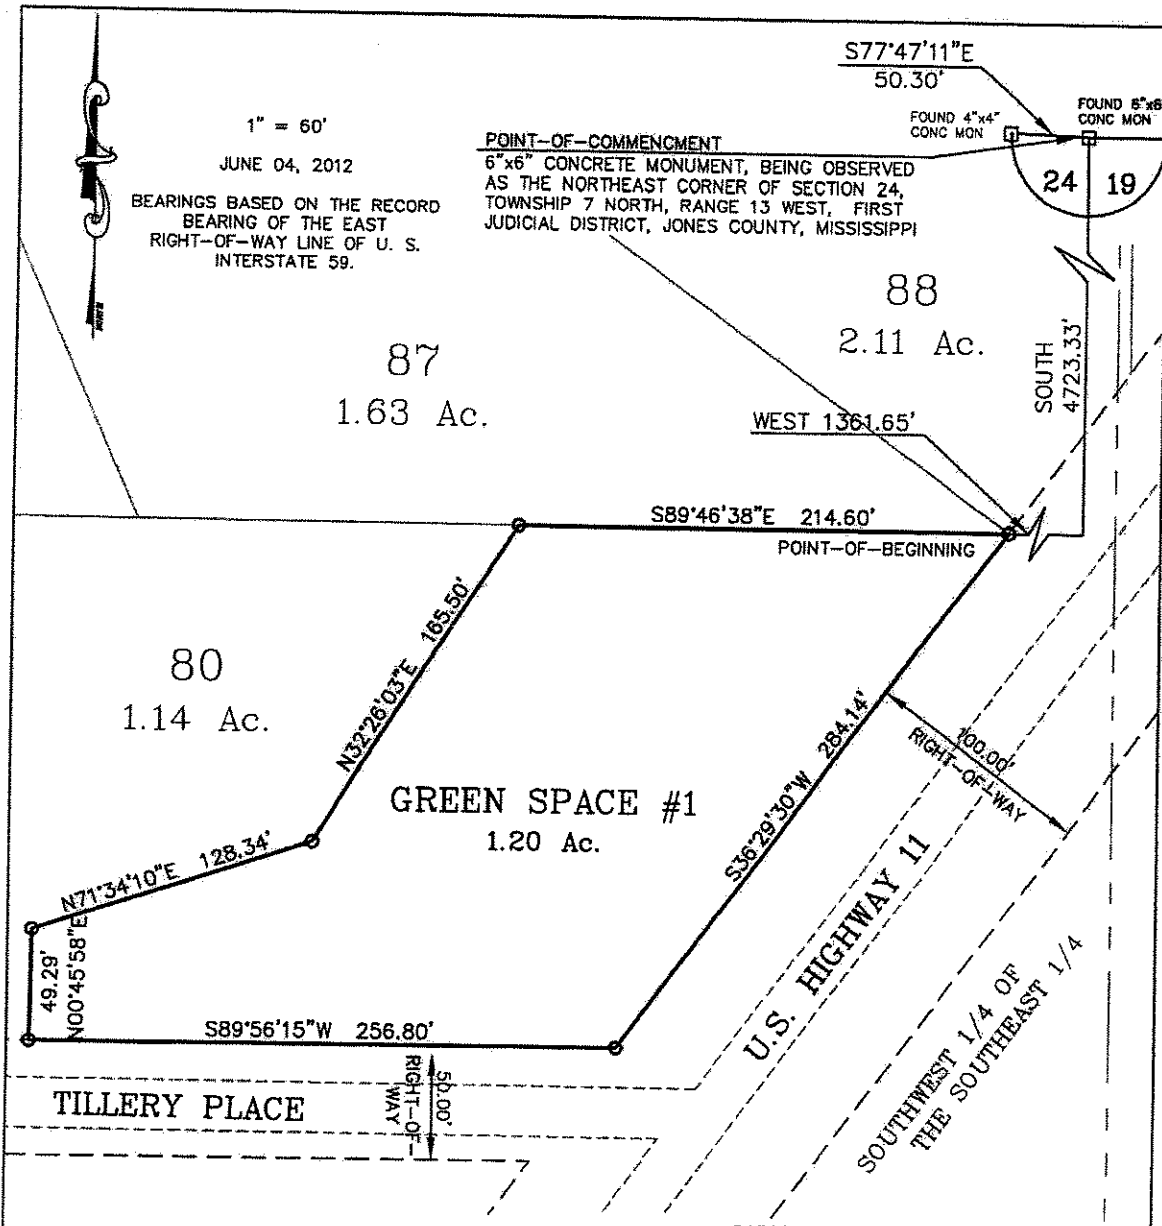 S77°47'11"E
50.30'
FOUND 4"x4"
CONC MON
FOUND 6"x6
CONC MON
24
19
1" = 60'
JUNE 04, 2012
BEARINGS BASED ON THE RECORD
BEARING OF THE EAST
RIGHT-OF-WAY LINE OF U. S.
INTERSTATE 59.
POINT-OF-COMMENCMENT
6"x6" CONCRETE MONUMENT, BEING OBSERVED
AS THE NORTHEAST CORNER OF SECTION 24,
TOWNSHIP 7 NORTH, RANGE 13 WEST, FIRST
JUDICIAL DISTRICT, JONES COUNTY, MISSISSIPPI
88
2.11 Ac.
87
1.63 Ac.
SOUTH
4723.33'
WEST 1361.65'
S89°46'38"E 214.60'
POINT-OF-BEGINNING
N32°26'03"E 165.50'
80
1.14 Ac.
S36°29'30"W 284.14'
100.00'
RIGHT-OF-WAY
GREEN SPACE #1
1.20 Ac.
N71°34'10"E 128.34'
49.29'
N00°45'58"E
S89°56'15"W 256.80'
U.S. HIGHWAY 11
SOUTHWEST 1/4 OF
THE SOUTHEAST 1/4
TILLERY PLACE
50.00'
RIGHT-OF-
WAY